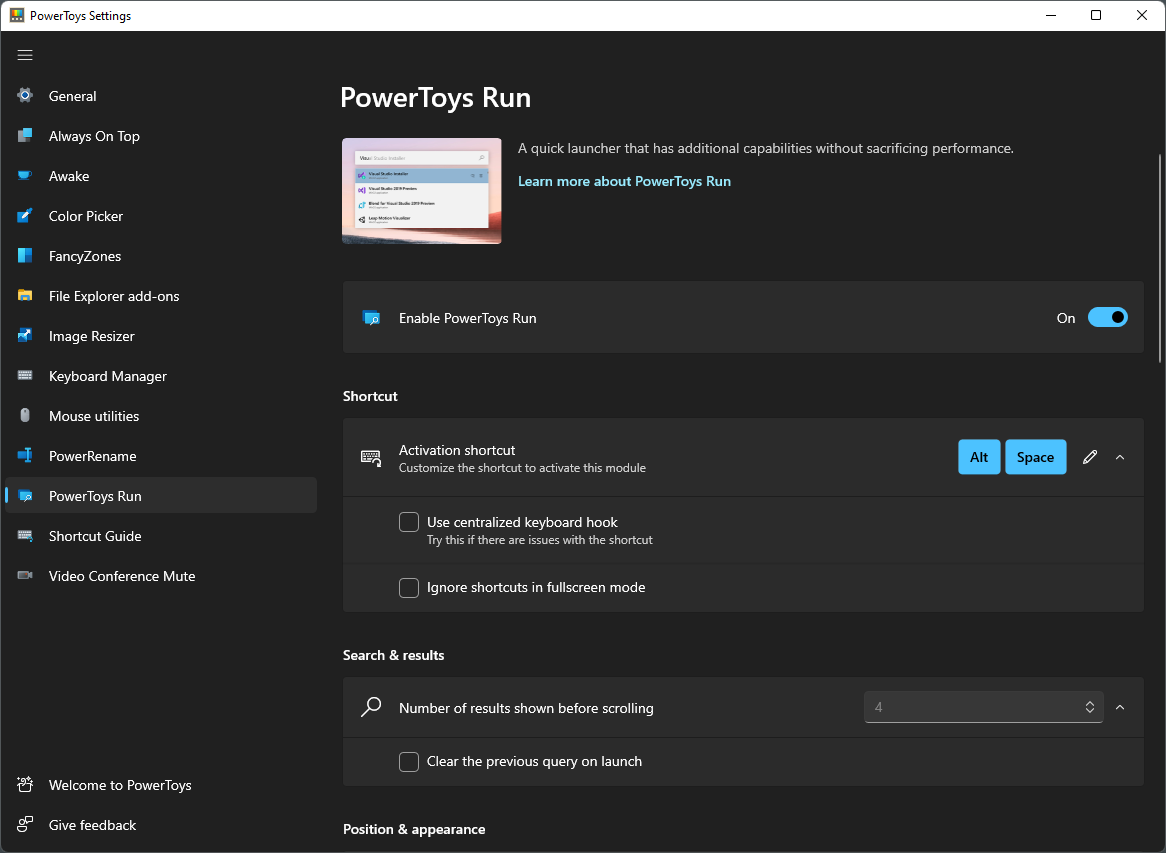 PowerToys Settings
General
Always On Top
Awake
Color Picker
FancyZones
File Explorer add-ons
Image Resizer
Keyboard Manager
Mouse utilities
PowerRename
PowerToys Run
Shortcut Guide
Video Conference Mute
Welcome to PowerToys
Give feedback
PowerToys Run
Visual Studio Installer
Visual Studio Installer
Visual Studio 2019 Preview
Blend for Visual Studio 2019 Preview
Leap Motion Visualizer
A quick launcher that has additional capabilities without sacrificing performance.
Learn more about PowerToys Run
Enable PowerToys Run
On
Shortcut
Activation shortcut
Customize the shortcut to activate this module
Alt Space
Use centralized keyboard hook
Try this if there are issues with the shortcut
Ignore shortcuts in fullscreen mode
Search & results
Number of results shown before scrolling
4
Clear the previous query on launch
Position & appearance